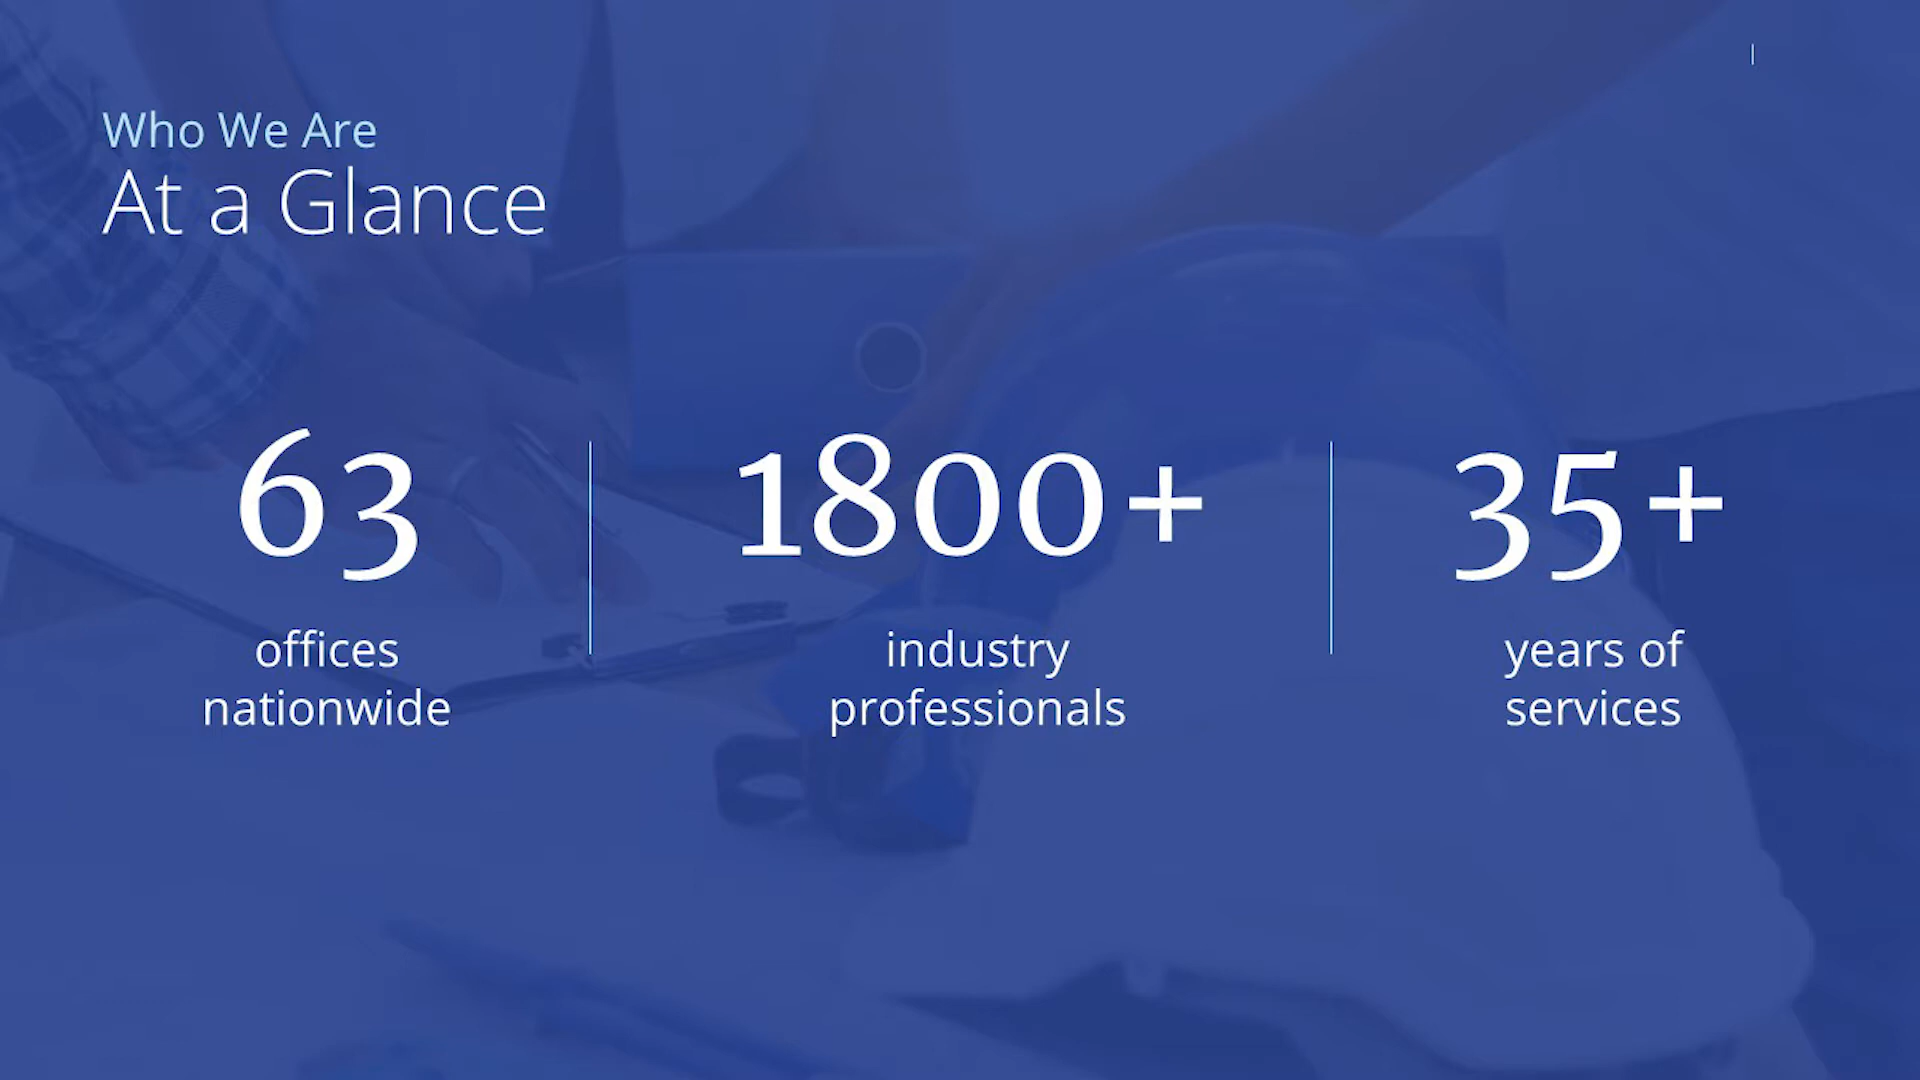 Who We Are
At a Glance
63
offices
nationwide
1800+
industry
professionals
35+
years of
services